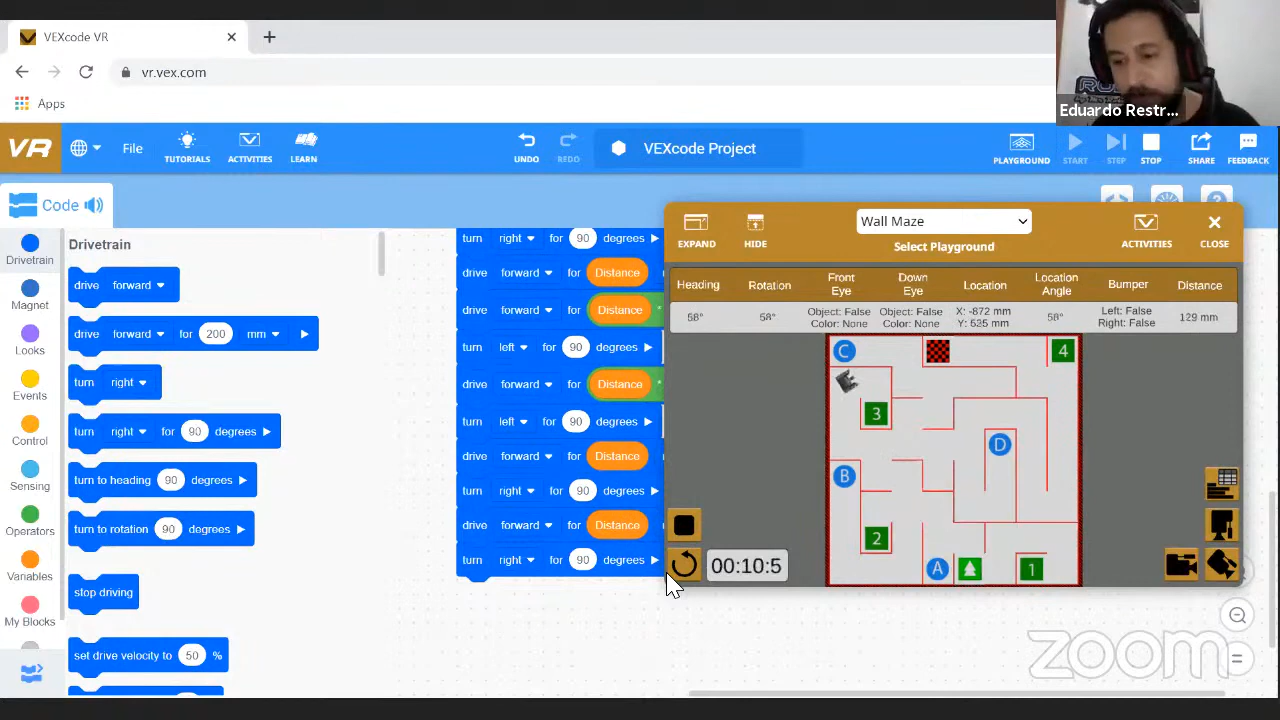 VEXcode VR
vr.vex.com
Apps
Eduardo Restr...
VR
File
TUTORIALS
ACTIVITIES
LEARN
UNDO
REDO
VEXcode Project
PLAYGROUND
START
STEP
STOP
SHARE
FEEDBACK
Code
Drivetrain
Magnet
Looks
Events
Control
Sensing
Operators
Variables
My Blocks
Drivetrain
drive forward
drive forward for 200 mm
turn right
turn right for 90 degrees
turn to heading 90 degrees
turn to rotation 90 degrees
stop driving
set drive velocity to 50 %
turn right for 90 degrees
drive forward for Distance
drive forward for Distance
turn left for 90 degrees
drive forward for Distance
turn left for 90 degrees
drive forward for Distance
turn right for 90 degrees
drive forward for Distance
turn right for 90 degrees
EXPAND
HIDE
Wall Maze
Select Playground
ACTIVITIES
CLOSE
Heading Rotation Front Eye Down Eye Location Location Angle Bumper Distance
58° 58° Object: False Color: None Object: False Color: None X: -872 mm Y: 525 mm 58° Left: False Right: False 129 mm
C
4
3
D
B
2
A
1
00:10:5
zoom